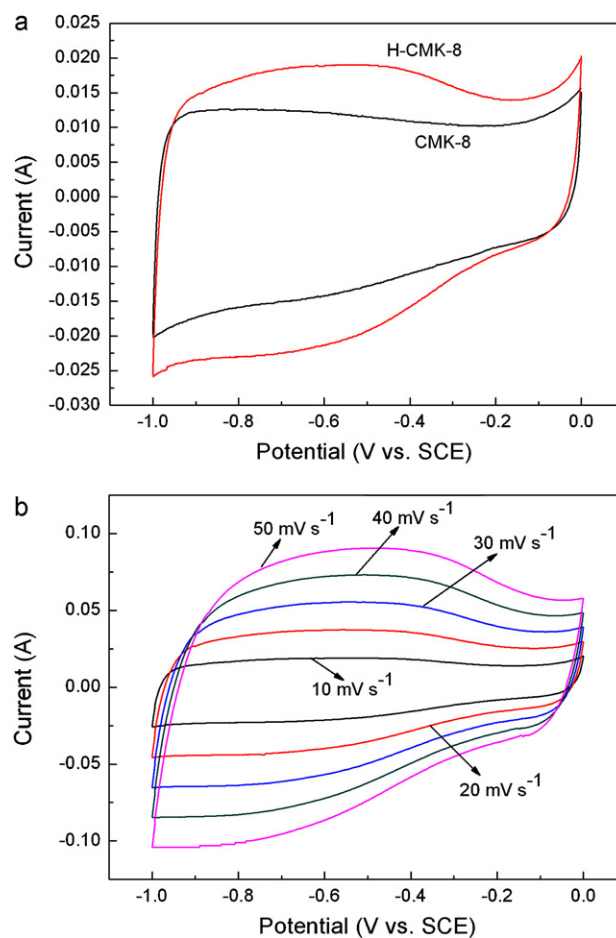 a
0.025
0.020
0.015
0.010
0.005
0.000
-0.005
-0.010
-0.015
-0.020
-0.025
-0.030
Current (A)
H-CMK-8
CMK-8
-1.0 -0.8 -0.6 -0.4 -0.2 0.0
Potential (V vs. SCE)
b
0.10
0.05
0.00
-0.05
-0.10
Current (A)
50 mV s⁻¹
40 mV s⁻¹
30 mV s⁻¹
10 mV s⁻¹
20 mV s⁻¹
-1.0 -0.8 -0.6 -0.4 -0.2 0.0
Potential (V vs. SCE)